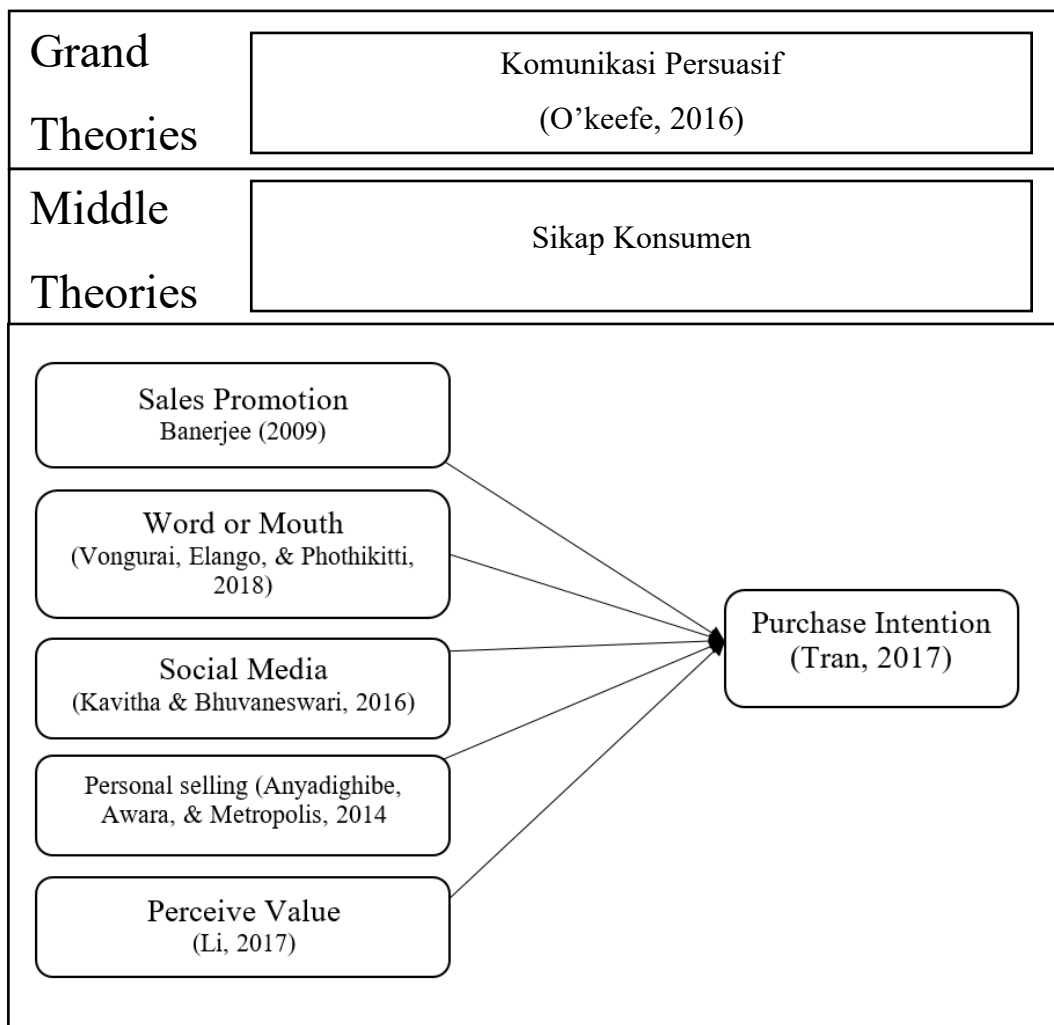 Grand
Theories
Komunikasi Persuasif
(O’keefe, 2016)
Middle
Theories
Sikap Konsumen
Sales Promotion
Banerjee (2009)
Word or Mouth
(Vongurai, Elango, & Phothikitti,
2018)
Social Media
(Kavitha & Bhuvaneswari, 2016)
Personal selling (Anyadighibe,
Awara, & Metropolis, 2014
Perceive Value
(Li, 2017)
Purchase Intention
(Tran, 2017)